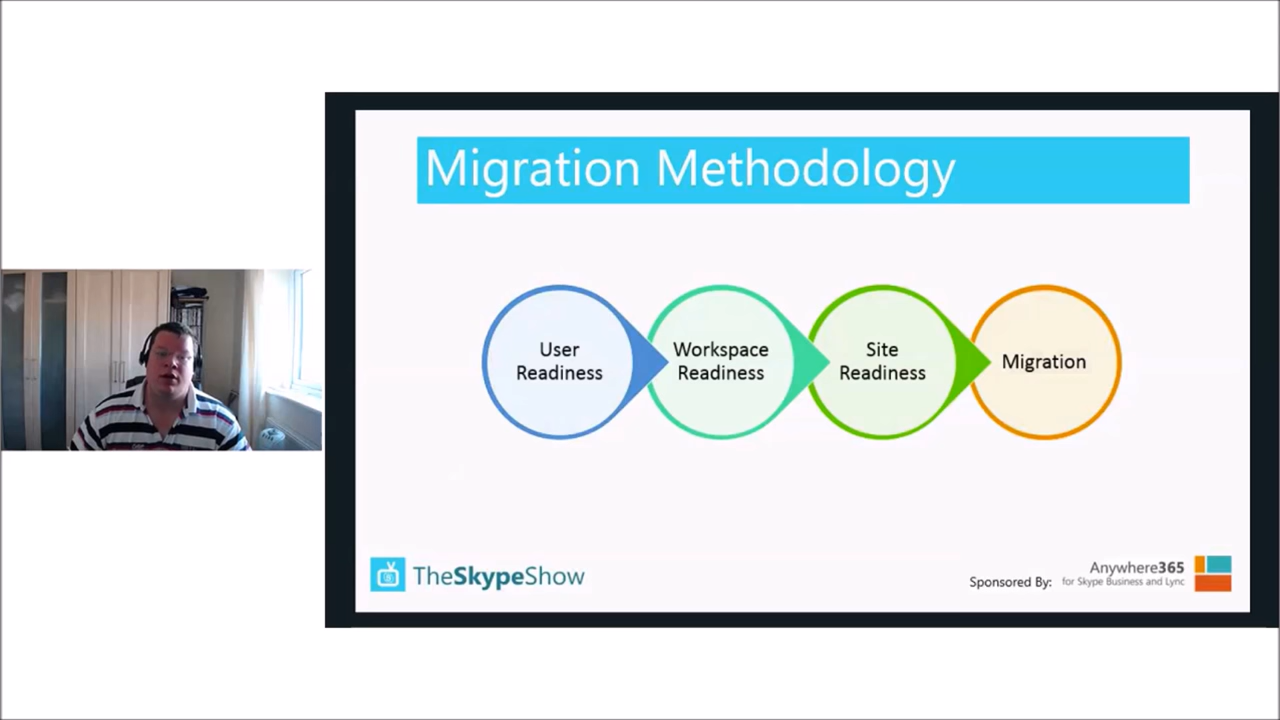 Migration Methodology
User
Readiness
Workspace
Readiness
Site
Readiness
Migration
TheSkypeShow
Sponsored By:
Anywhere365
for Skype Business and Lync